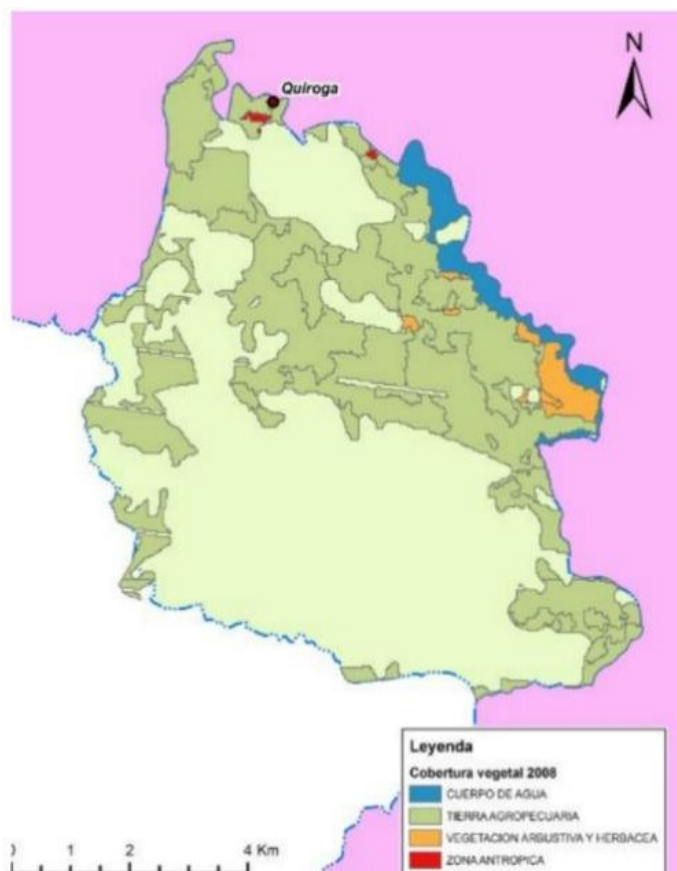 N
Quiroga
Leyenda
Cobertura vegetal 2008
CUERPO DE AGUA
TIERRA AGROPECUARIA
VEGETACION ARBUSTIVA Y HERBACEA
ZONA ANTROPICA
0 1 2 4 Km